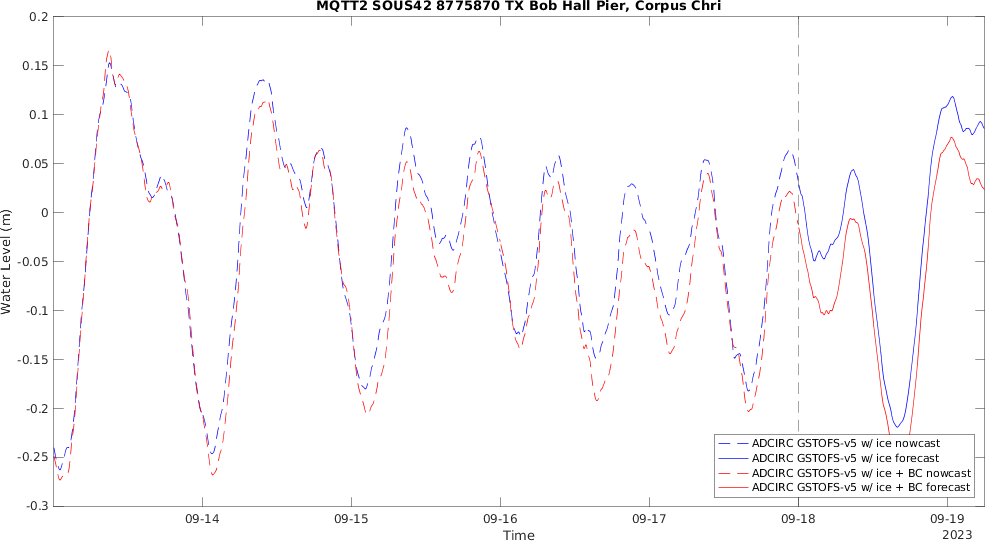 MQTT2 SOUS42 8775870 TX Bob Hall Pier, Corpus Chri
0.2
0.15
0.1
0.05
0
-0.05
-0.1
-0.15
-0.2
-0.25
-0.3
Water Level (m)
ADCIRC GSTOFS-v5 w/ ice nowcast
ADCIRC GSTOFS-v5 w/ ice forecast
ADCIRC GSTOFS-v5 w/ ice + BC nowcast
ADCIRC GSTOFS-v5 w/ ice + BC forecast
09-14 09-15 09-16 09-17 09-18 09-19
Time 2023